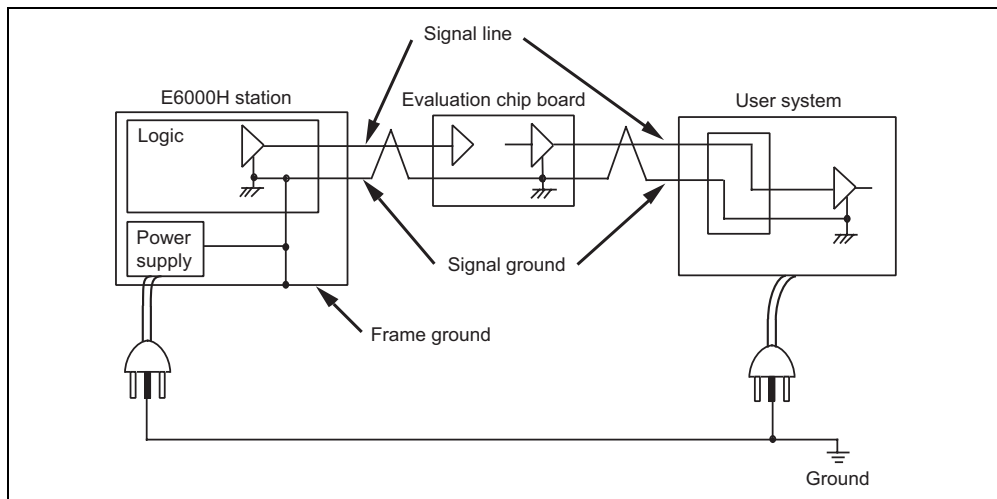 Signal line
E6000H station
Evaluation chip board
User system
Logic
Power
supply
Signal ground
Frame ground
Ground